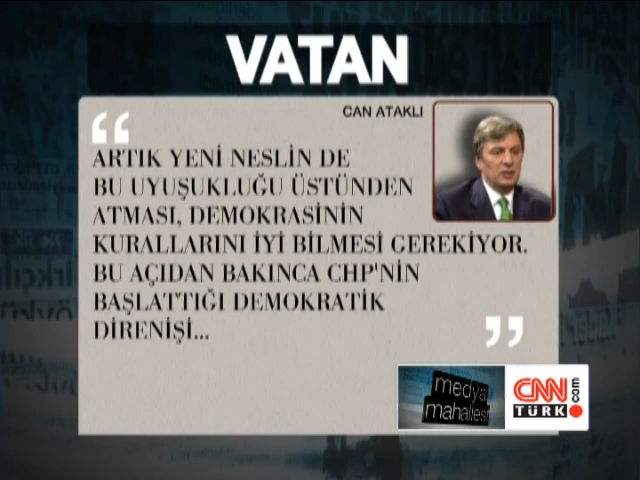 VATAN
CAN ATAKLI
“
ARTIK YENİ NESLİN DE
BU UYUŞUKLUĞU ÜSTÜNDEN
ATMASI, DEMOKRASİNİN
KURALLARINI İYİ BİLMESİ GEREKİYOR.
BU AÇIDAN BAKINCA CHP'NİN
BAŞLATTIĞI DEMOKRATİK
DİRENİŞİ...
”
medya
mahallesi
CNN
TÜRK
.com